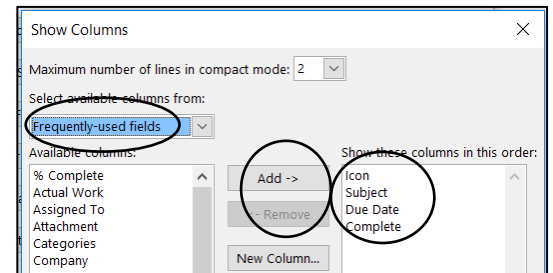 Show Columns
Maximum number of lines in compact mode: 2
Select available columns from:
Frequently-used fields
Available columns: Show these columns in this order:
% Complete Add -> Icon
Actual Work Subject
Assigned To <- Remove Due Date
Attachment Complete
Categories
Company New Column...